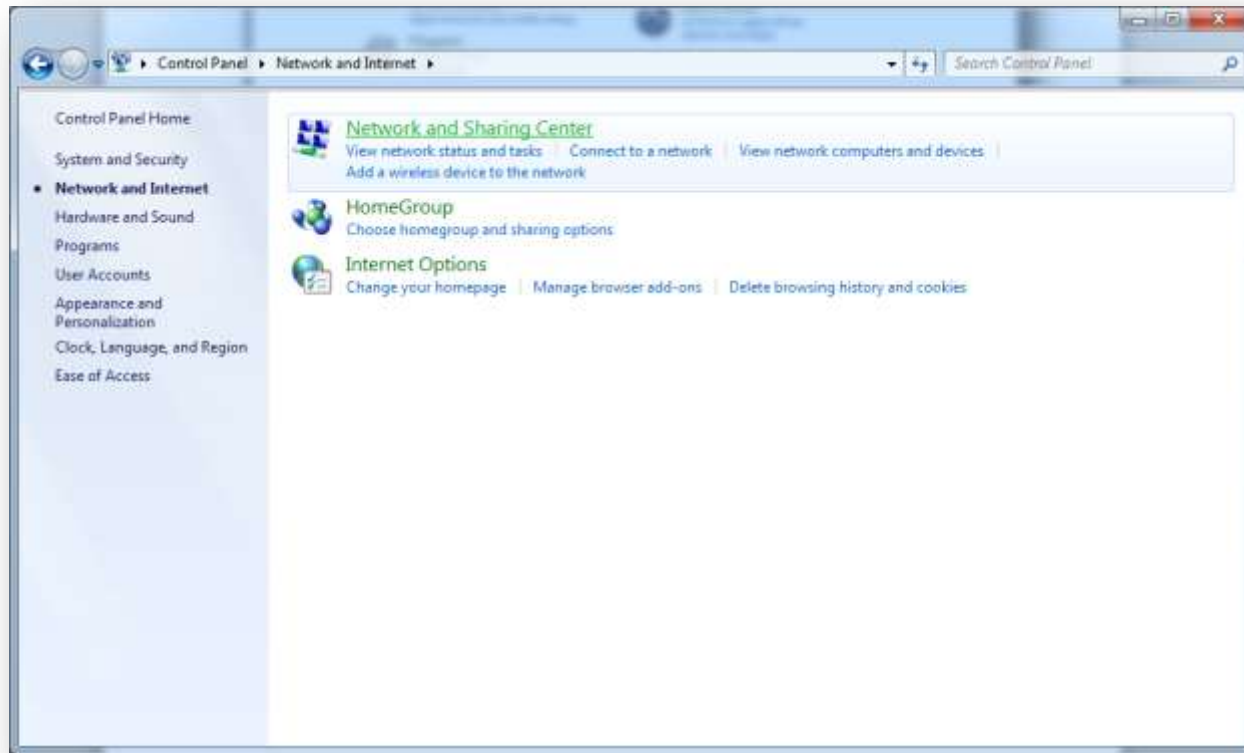 Control Panel
Network and Internet
Search Control Panel
Control Panel Home
System and Security
Network and Internet
Hardware and Sound
Programs
User Accounts
Appearance and
Personalization
Clock, Language, and Region
Ease of Access
Network and Sharing Center
View network status and tasks
Connect to a network
View network computers and devices
Add a wireless device to the network
HomeGroup
Choose homegroup and sharing options
Internet Options
Change your homepage
Manage browser add-ons
Delete browsing history and cookies